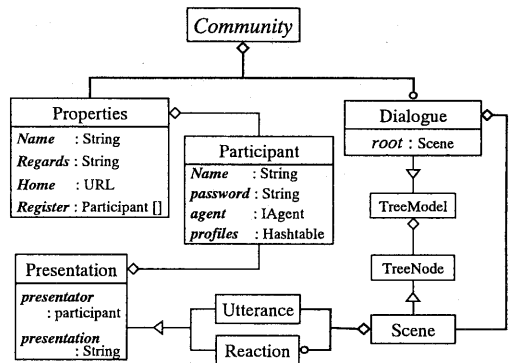 Community
Properties
Name : String
Regards : String
Home : URL
Register : Participant []
Participant
Name : String
password : String
agent : IAgent
profiles : Hashtable
Dialogue
root : Scene
TreeModel
TreeNode
Scene
Presentation
presentator
: participant
presentation
: String
Utterance
Reaction